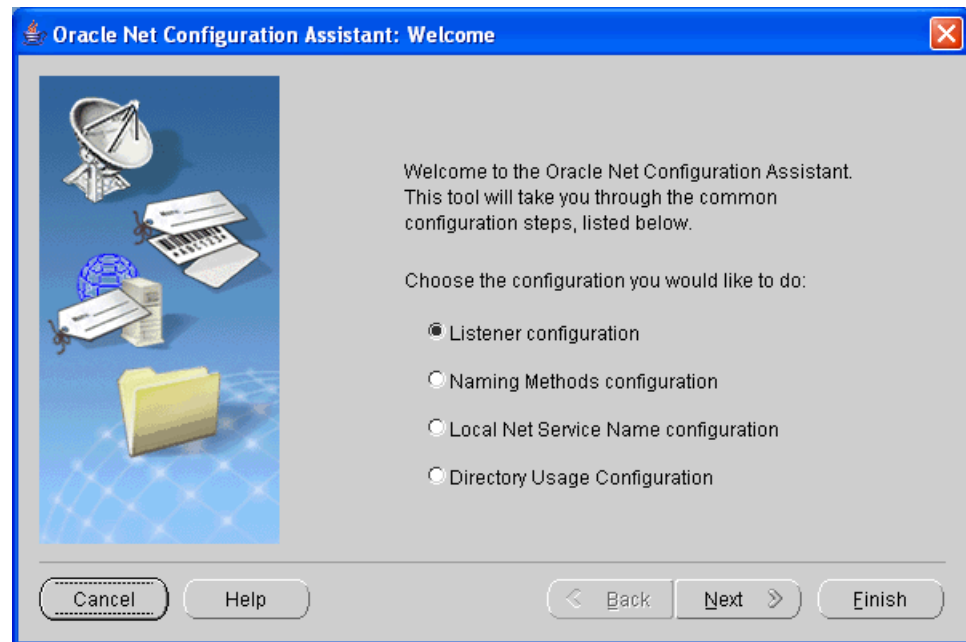 Oracle Net Configuration Assistant: Welcome
Welcome to the Oracle Net Configuration Assistant.
This tool will take you through the common
configuration steps, listed below.
Choose the configuration you would like to do:
Listener configuration
Naming Methods configuration
Local Net Service Name configuration
Directory Usage Configuration
Cancel
Help
Back
Next
Finish